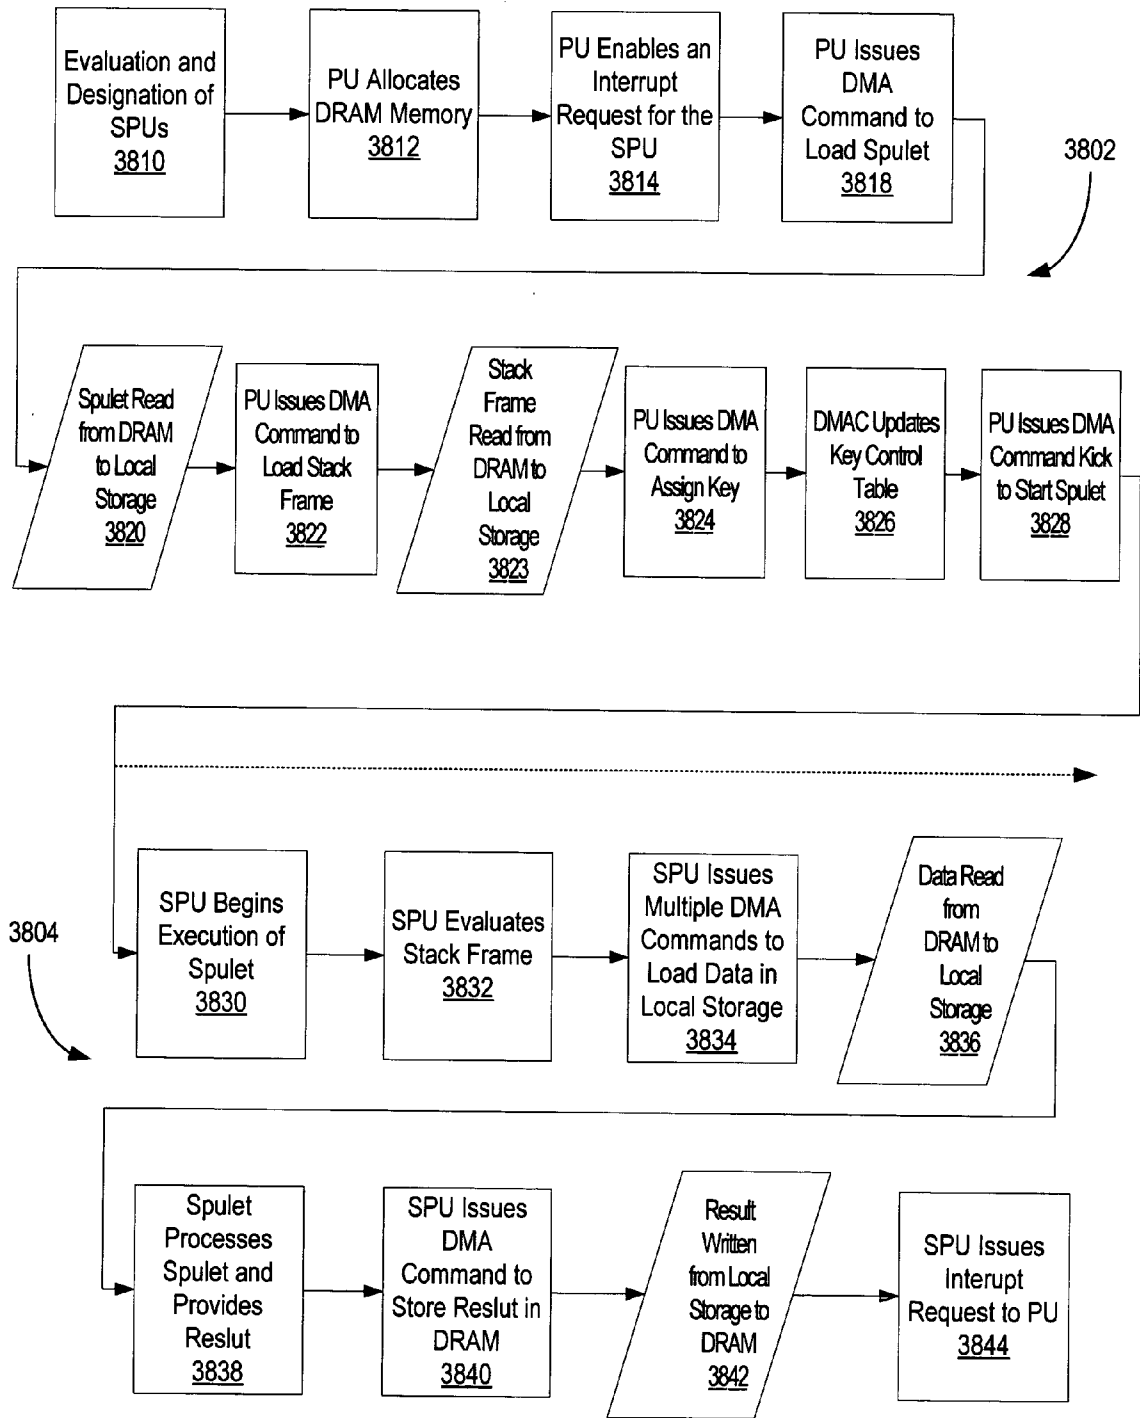 Evaluation and
Designation of
SPUs
3810
PU Allocates
DRAM Memory
3812
PU Enables an
Interrupt
Request for the
SPU
3814
PU Issues
DMA
Command to
Load Spulet
3818
3802
Spulet Read
from DRAM
to Local
Storage
3820
PU Issues DMA
Command to
Load Stack
Frame
3822
Stack
Frame
Read from
DRAM to
Local
Storage
3823
PU Issues DMA
Command to
Assign Key
3824
DMAC Updates
Key Control
Table
3826
PU Issues DMA
Command Kick
to Start Spulet
3828
3804
SPU Begins
Execution of
Spulet
3830
SPU Evaluates
Stack Frame
3832
SPU Issues
Multiple DMA
Commands to
Load Data in
Local Storage
3834
Data Read
from
DRAM to
Local
Storage
3836
Spulet
Processes
Spulet and
Provides
Reslut
3838
SPU Issues
DMA
Command to
Store Reslut in
DRAM
3840
Result
Written
from Local
Storage to
DRAM
3842
SPU Issues
Interupt
Request to PU
3844